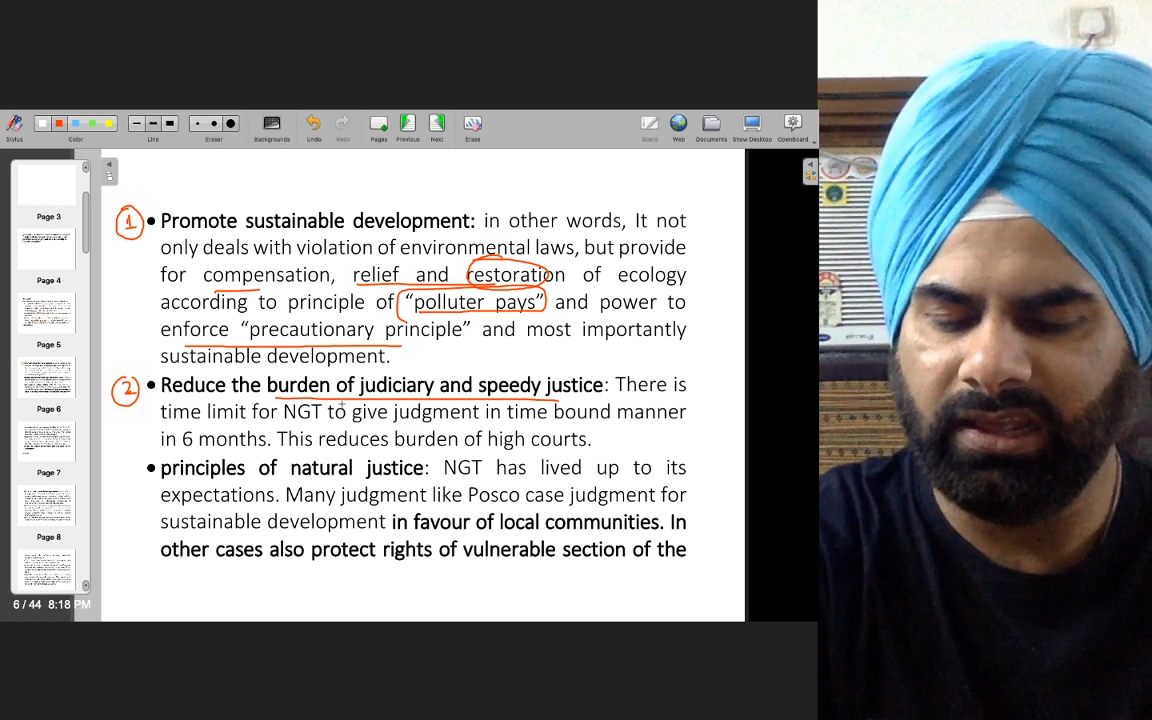 Stylus Color Line Eraser Backgrounds Undo Redo Pages Previous Next Erase Board Web Documents Show Desktop OpenBoard
Page 3
Page 4
Page 5
Page 6
Page 7
Page 8
6 / 44 8:18 PM
1 • Promote sustainable development: in other words, It not
only deals with violation of environmental laws, but provide
for compensation, relief and restoration of ecology
according to principle of “polluter pays” and power to
enforce “precautionary principle” and most importantly
sustainable development.
2 • Reduce the burden of judiciary and speedy justice: There is
time limit for NGT to give judgment in time bound manner
in 6 months. This reduces burden of high courts.
• principles of natural justice: NGT has lived up to its
expectations. Many judgment like Posco case judgment for
sustainable development in favour of local communities. In
other cases also protect rights of vulnerable section of the